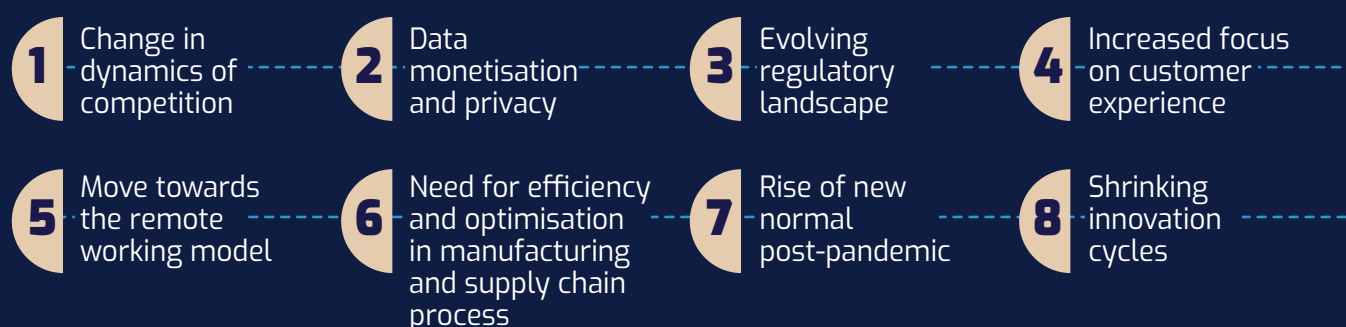 1
Change in
dynamics of
competition
2
Data
monetisation
and privacy
3
Evolving
regulatory
landscape
4
Increased focus
on customer
experience
5
Move towards
the remote
working model
6
Need for efficiency
and optimisation
in manufacturing
and supply chain
process
7
Rise of new
normal
post-pandemic
8
Shrinking
innovation
cycles